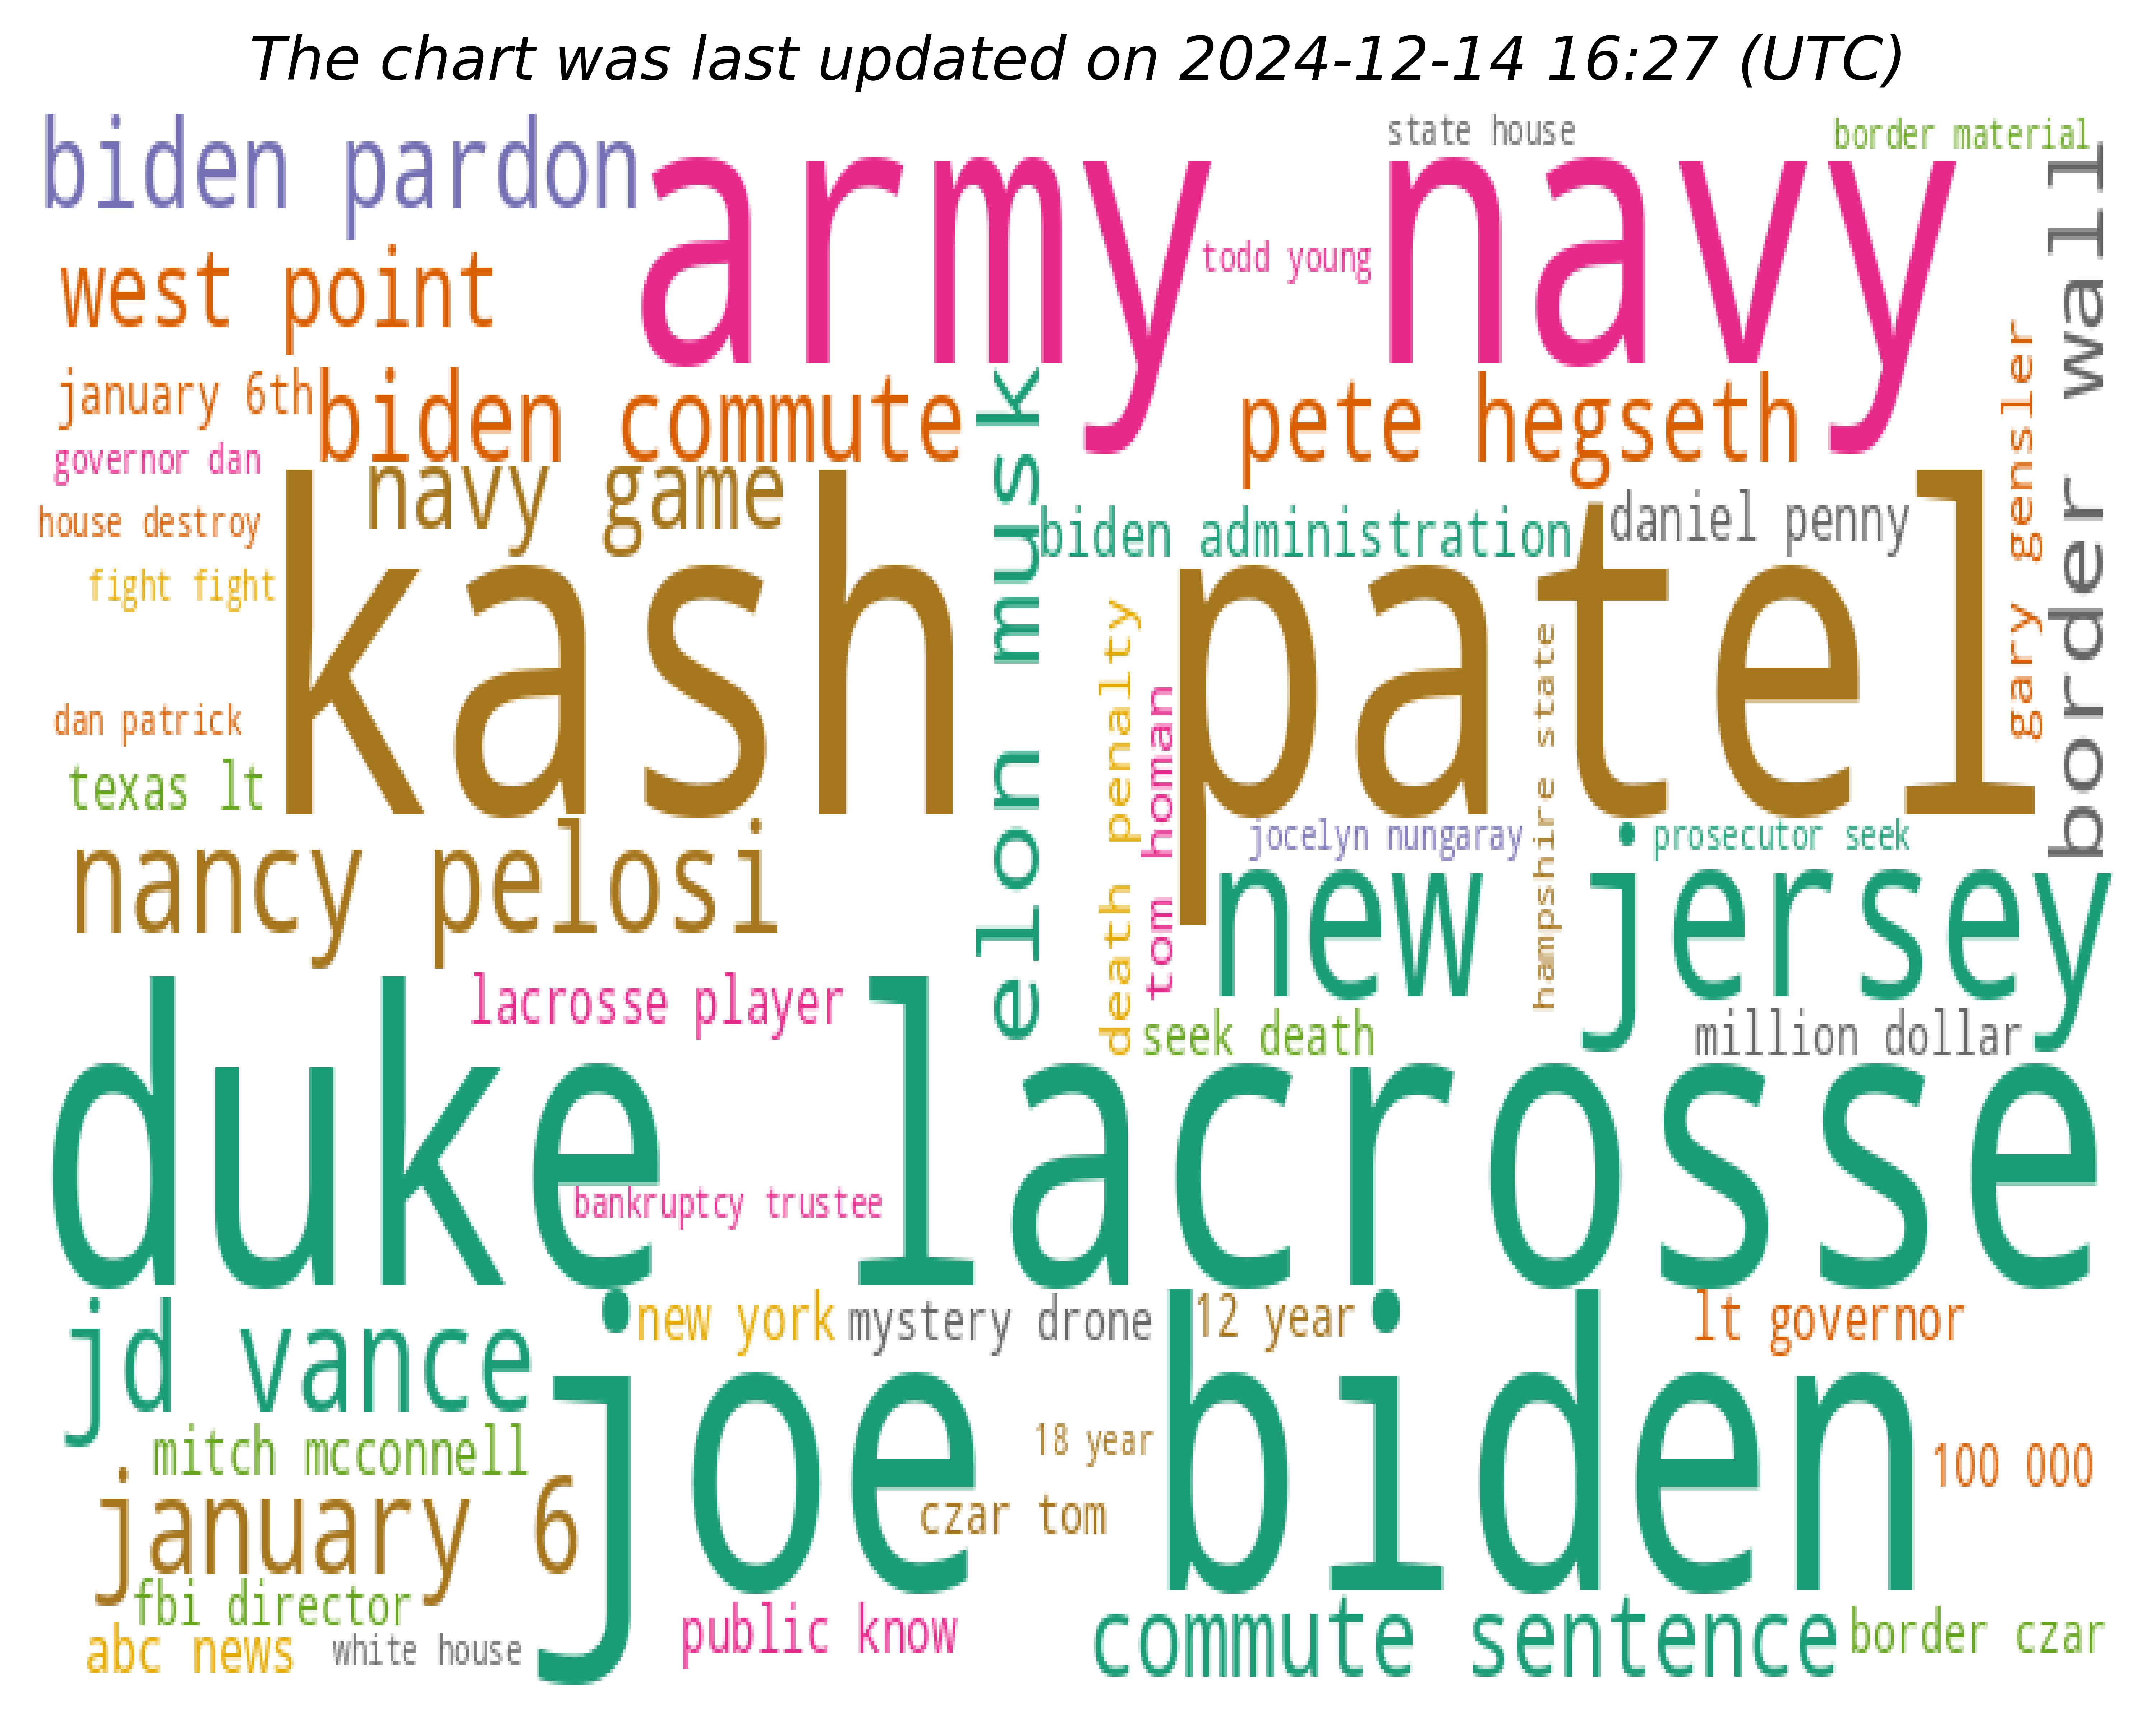 The chart was last updated on 2024-12-14 16:27 (UTC)
biden pardon
army navy
state house
border material
west point
todd young
border wall
january 6th
biden commute
elon musk
pete hegseth
gary gensler
governor dan
navy game
house destroy
biden administration
daniel penny
fight fight
kash patel
death penalty
tom homan
hampshire state
dan patrick
texas lt
nancy pelosi
jocelyn nungaray
prosecutor seek
new jersey
lacrosse player
seek death
million dollar
duke lacrosse
bankruptcy trustee
jd vance
new york
mystery drone
12 year
lt governor
joe biden
mitch mcconnell
18 year
100 000
january 6
czar tom
fbi director
abc news
white house
public know
commute sentence
border czar